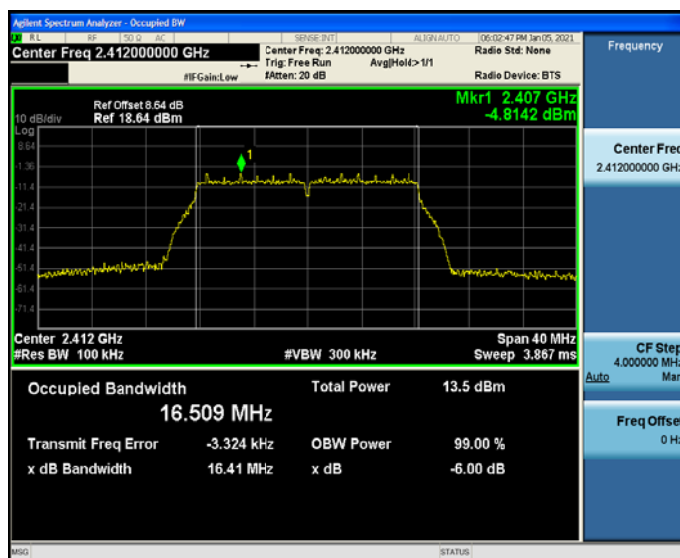 Agilent Spectrum Analyzer - Occupied BW
RL RF 50 Ω AC SENSE:INT ALIGNAUTO 06:02:47 PM Jan 05, 2021
Center Freq 2.412000000 GHz
Center Freq: 2.412000000 GHz
Radio Std: None
Trig: Free Run Avg|Hold:>1/1
#IFGain:Low
#Atten: 20 dB
Radio Device: BTS
Ref Offset 8.64 dB
10 dB/div Ref 18.64 dBm
Mkr1 2.407 GHz
-4.8142 dBm
Log
8.64
-1.36
-11.4
-21.4
-31.4
-41.4
-51.4
-61.4
-71.4
1
Center 2.412 GHz Span 40 MHz
#Res BW 100 kHz #VBW 300 kHz Sweep 3.867 ms
Occupied Bandwidth Total Power 13.5 dBm
16.509 MHz
Transmit Freq Error -3.324 kHz OBW Power 99.00 %
x dB Bandwidth 16.41 MHz x dB -6.00 dB
Frequency
Center Freq
2.412000000 GHz
CF Step
4.000000 MHz
Auto Man
Freq Offset
0 Hz
MSG STATUS